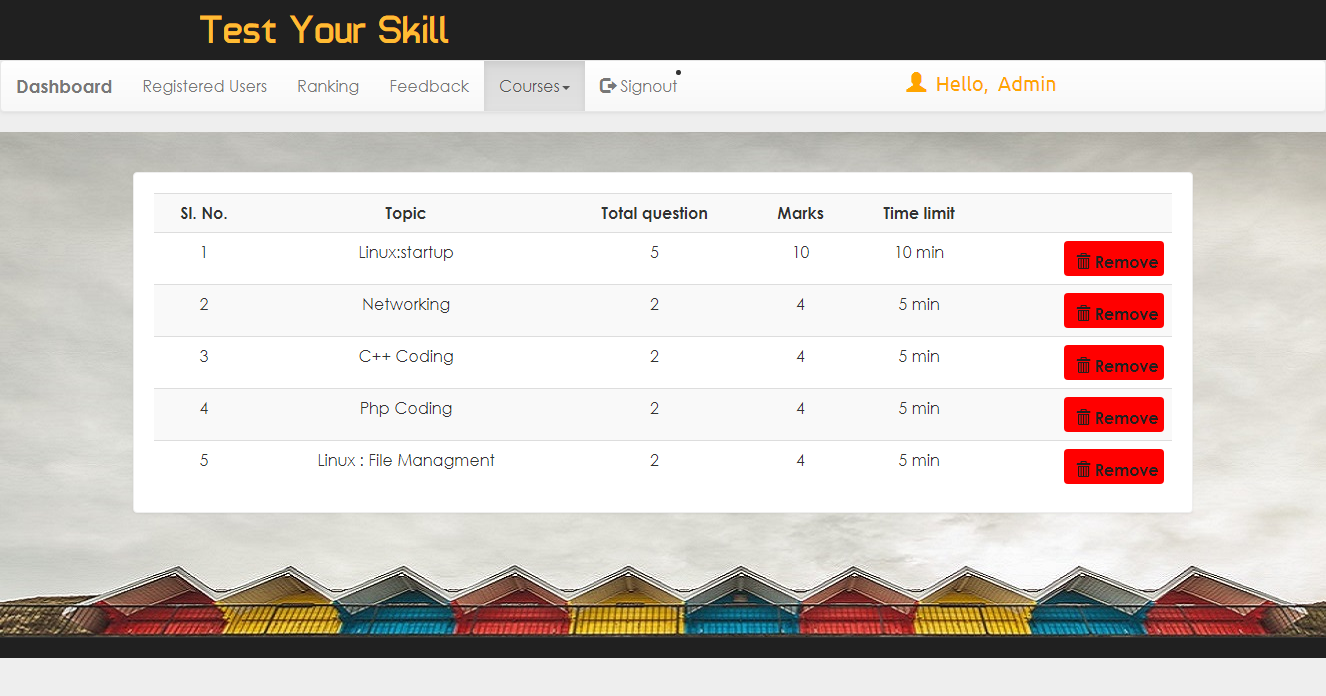 Test Your Skill
Dashboard Registered Users Ranking Feedback Courses Signout Hello, Admin
Sl. No. Topic Total question Marks Time limit
1 Linux:startup 5 10 10 min Remove
2 Networking 2 4 5 min Remove
3 C++ Coding 2 4 5 min Remove
4 Php Coding 2 4 5 min Remove
5 Linux : File Managment 2 4 5 min Remove